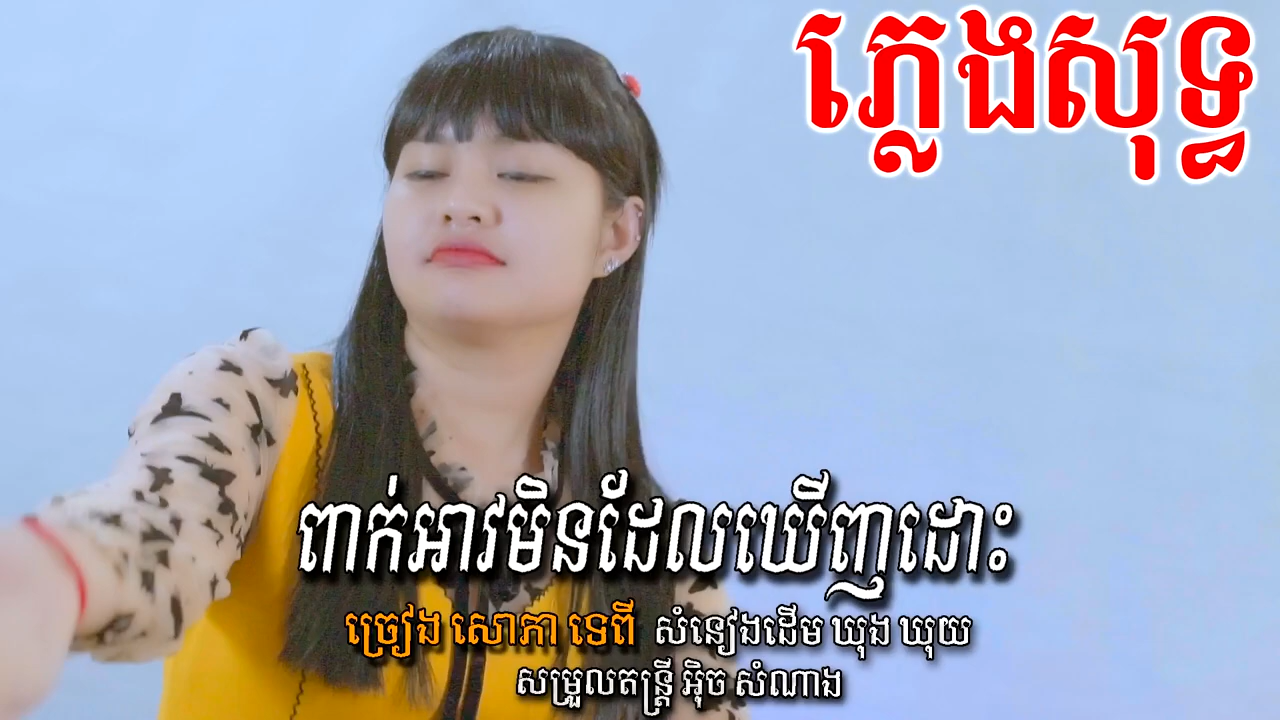 ភ្លេងសុទ្ធ
ពាក់អាវមិនដែលឃើញដោះ
ច្រៀង សោភា ទេពី សំនៀងដើម ឃុង ឃុយ
សម្រួលតន្ត្រី អ៊ិច សំណាង